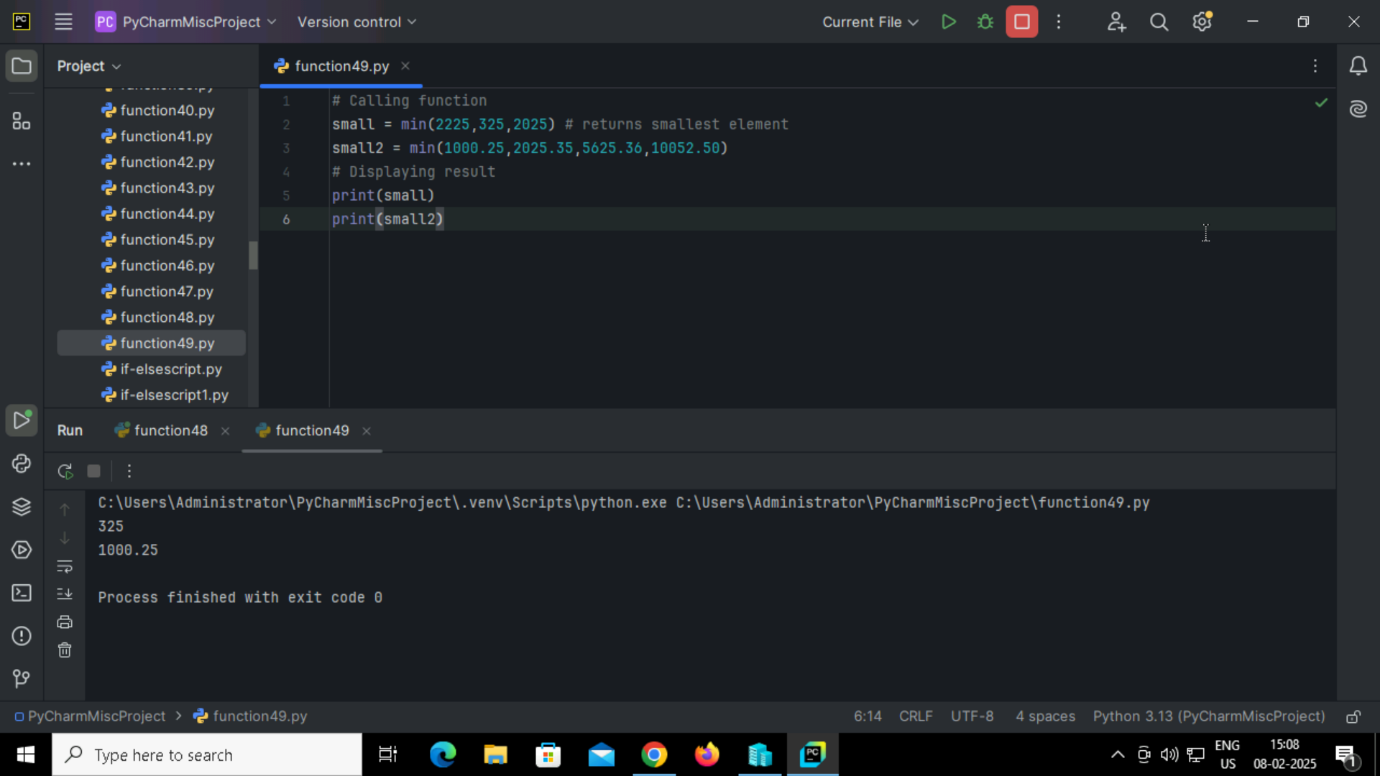 PC PyCharmMiscProject Version control Current File
Project
function49.py
function40.py
function41.py
function42.py
function43.py
function44.py
function45.py
function46.py
function47.py
function48.py
function49.py
if-elsescript.py
if-elsescript1.py
1 # Calling function
2 small = min(2225,325,2025) # returns smallest element
3 small2 = min(1000.25,2025.35,5625.36,10052.50)
4 # Displaying result
5 print(small)
6 print(small2)
Run function48 function49
C:\Users\Administrator\PyCharmMiscProject\.venv\Scripts\python.exe C:\Users\Administrator\PyCharmMiscProject\function49.py
325
1000.25
Process finished with exit code 0
PyCharmMiscProject > function49.py 6:14 CRLF UTF-8 4 spaces Python 3.13 (PyCharmMiscProject)
Type here to search
PC
ENG
US
15:08
08-02-2025
1